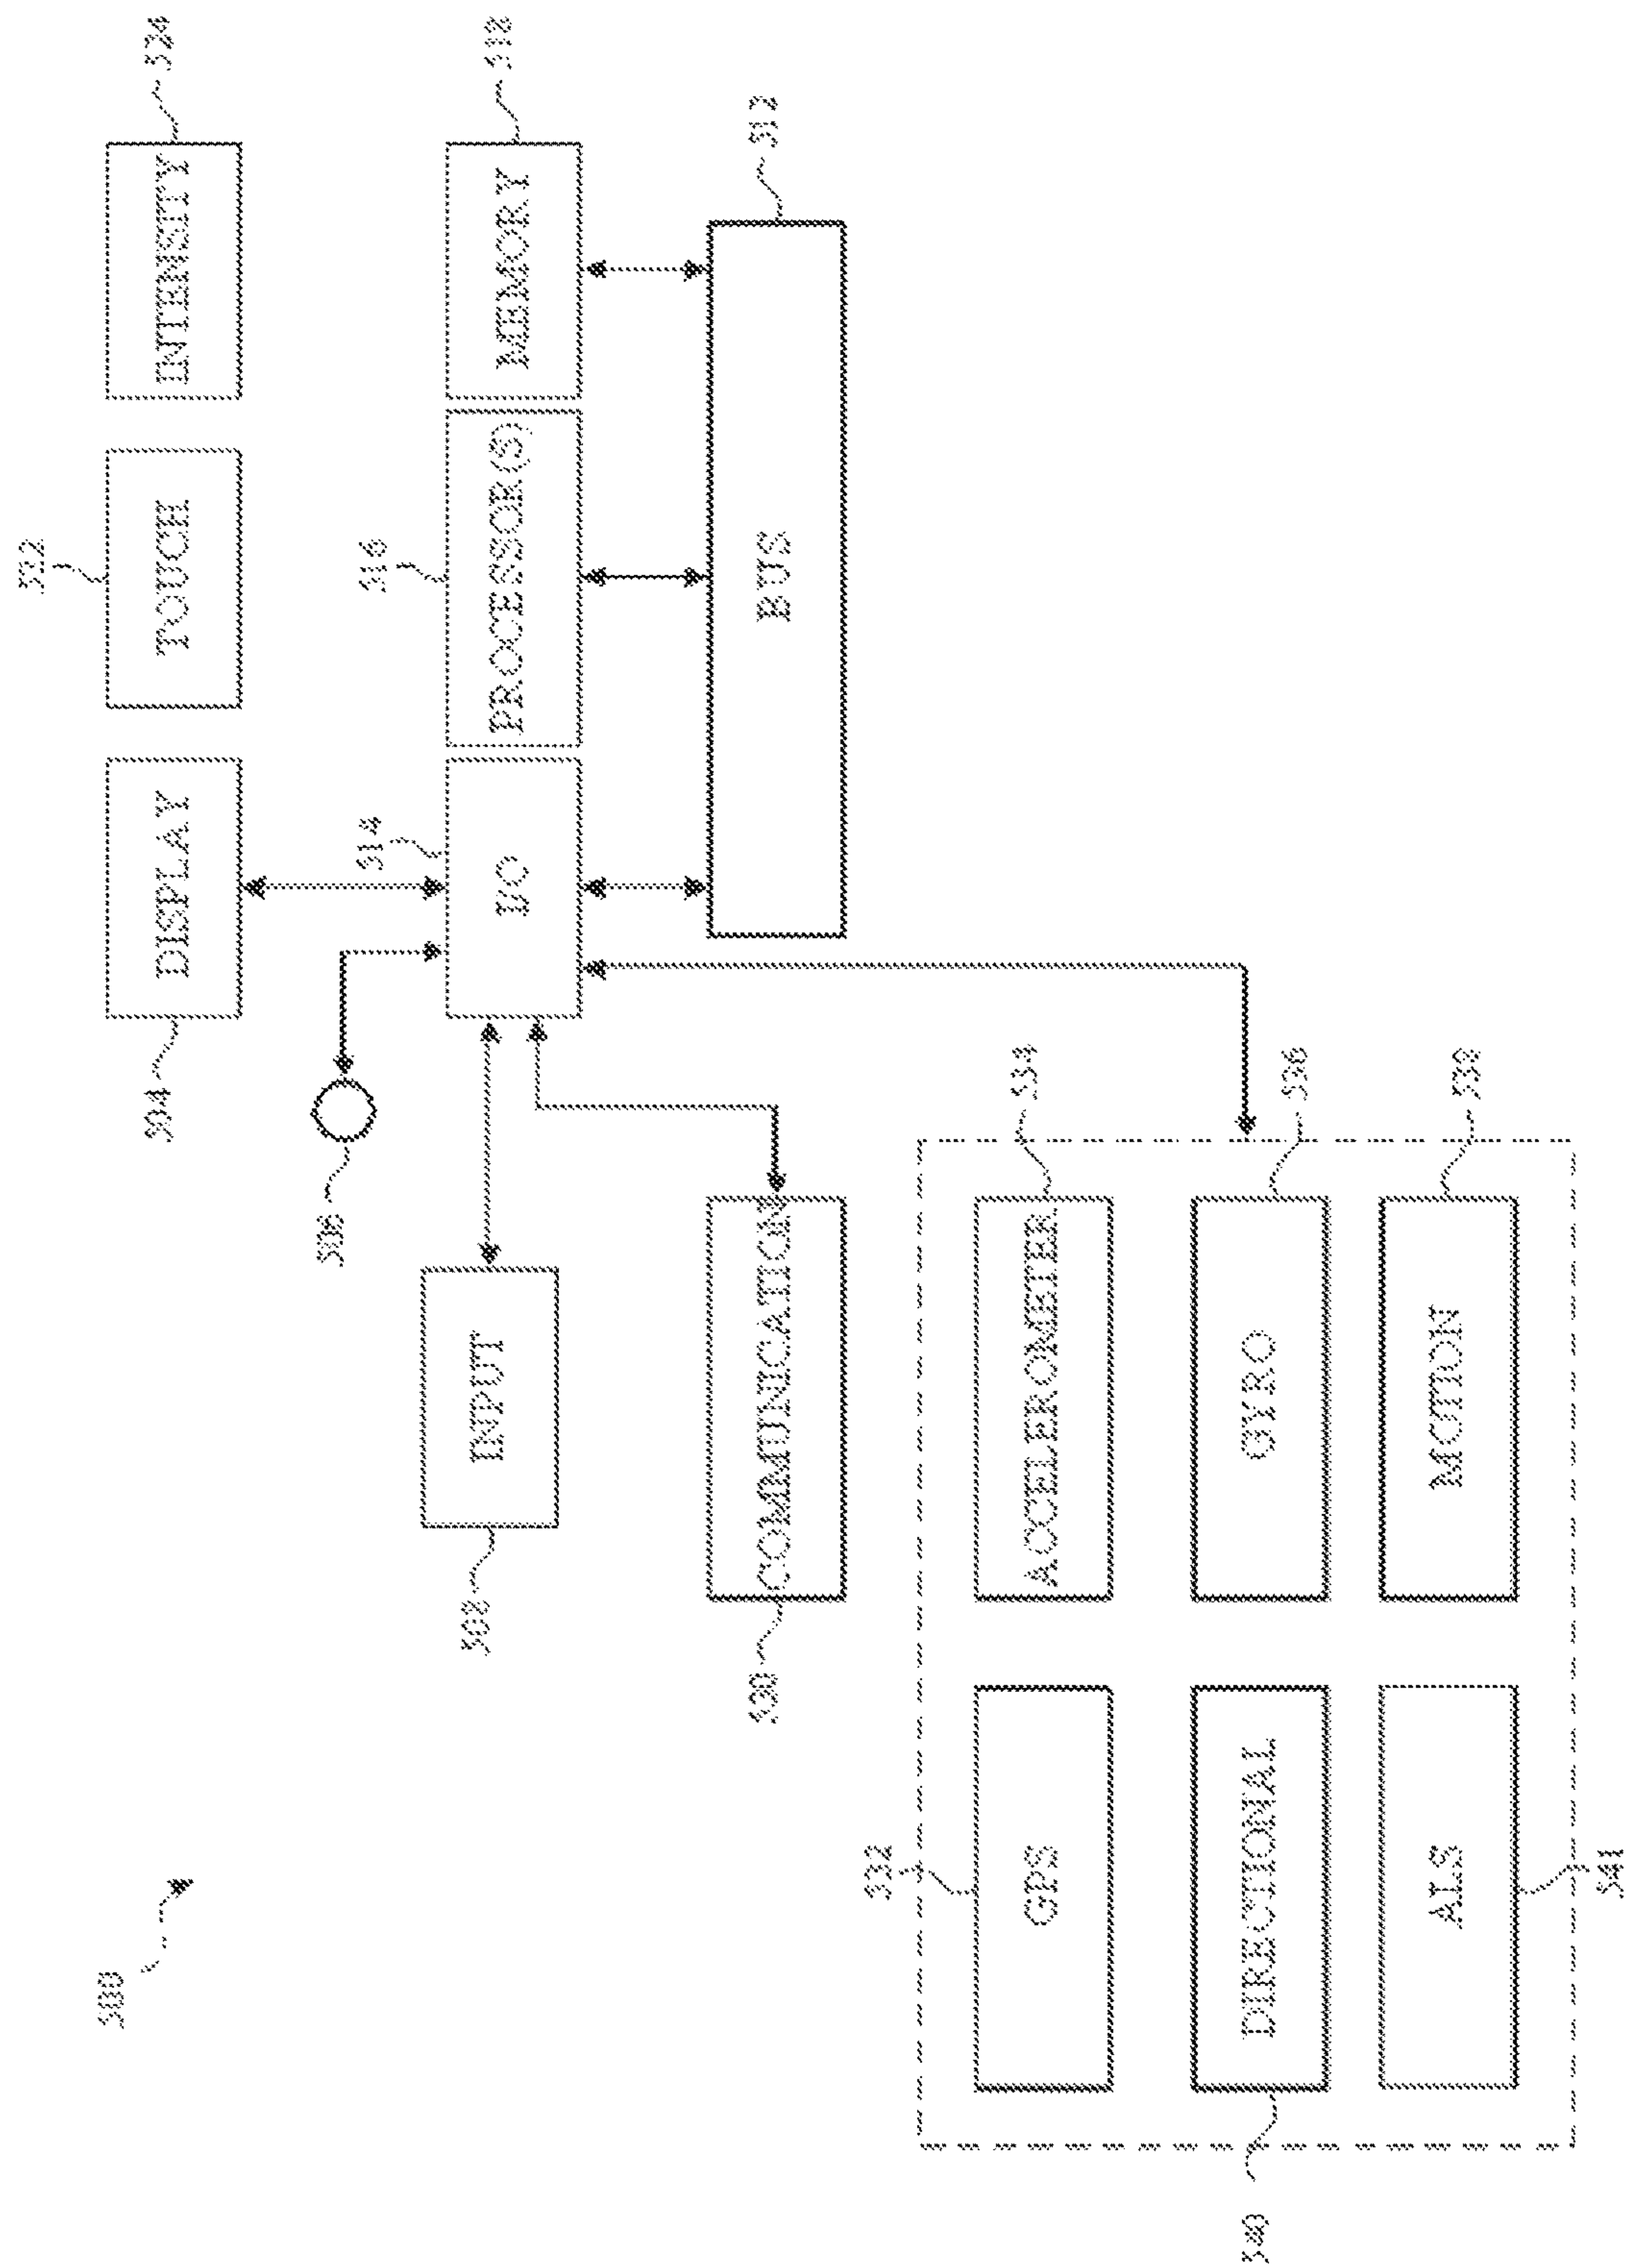 522
500
504
DISPLAY
TOUCH
INTENSITY
524
506
514
516
508
INPUT
I/O
PROCESSOR(S)
MEMORY
518
530
COMMUNICATION
BUS
512
532
GPS
ACCELEROMETER
534
540
DIRECTIONAL
GYRO
536
ALS
MOTION
538
541